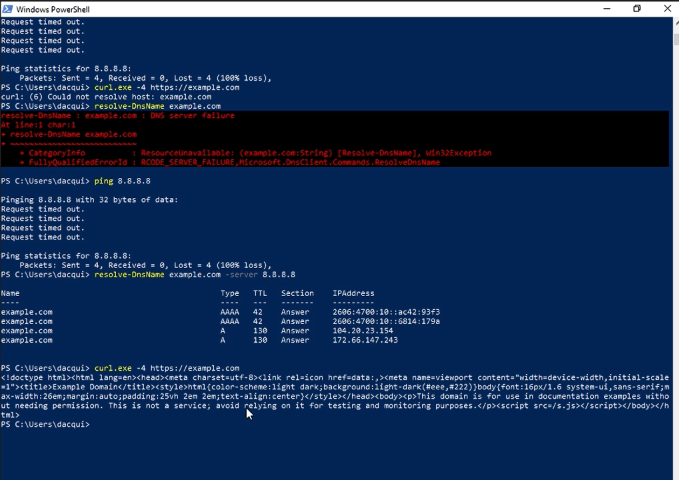 Windows PowerShell
Request timed out.
Request timed out.
Request timed out.
Request timed out.
Ping statistics for 8.8.8.8:
Packets: Sent = 4, Received = 0, Lost = 4 (100% loss),
PS C:\Users\dacqui> curl.exe -4 https://example.com
curl: (6) Could not resolve host: example.com
PS C:\Users\dacqui> resolve-DnsName example.com
resolve-DnsName : example.com : DNS server failure
At line:1 char:1
+ resolve-DnsName example.com
+ ~~~~~~~~~~~~~~~~~~~~~~~~~~~
+ CategoryInfo : ResourceUnavailable: (example.com:String) [Resolve-DnsName], Win32Exception
+ FullyQualifiedErrorId : RCODE_SERVER_FAILURE,Microsoft.DnsClient.Commands.ResolveDnsName
PS C:\Users\dacqui> ping 8.8.8.8
Pinging 8.8.8.8 with 32 bytes of data:
Request timed out.
Request timed out.
Request timed out.
Request timed out.
Ping statistics for 8.8.8.8:
Packets: Sent = 4, Received = 0, Lost = 4 (100% loss),
PS C:\Users\dacqui> resolve-DnsName example.com -server 8.8.8.8
Name Type TTL Section IPAddress
---- ---- --- ------- ---------
example.com AAAA 42 Answer 2606:4700:10::ac42:93f3
example.com AAAA 42 Answer 2606:4700:10::6814:179a
example.com A 130 Answer 104.20.23.154
example.com A 130 Answer 172.66.147.243
PS C:\Users\dacqui> curl.exe -4 https://example.com
<!doctype html><html lang=en><head><meta charset=utf-8><link rel=icon href=data:,><meta name=viewport content="width=device-width,initial-scale
=1"><title>Example Domain</title><style>html{color-scheme:light dark;background:light-dark(#eee,#222)}body{font:16px/1.6 system-ui,sans-serif;m
ax-width:26em;margin:auto;padding:25vh 2em 2em;text-align:center}</style></head><body><p>This domain is for use in documentation examples witho
ut needing permission. This is not a service; avoid relying on it for testing and monitoring purposes.</p><script src=/s.js></script></body></h
tml>
PS C:\Users\dacqui>